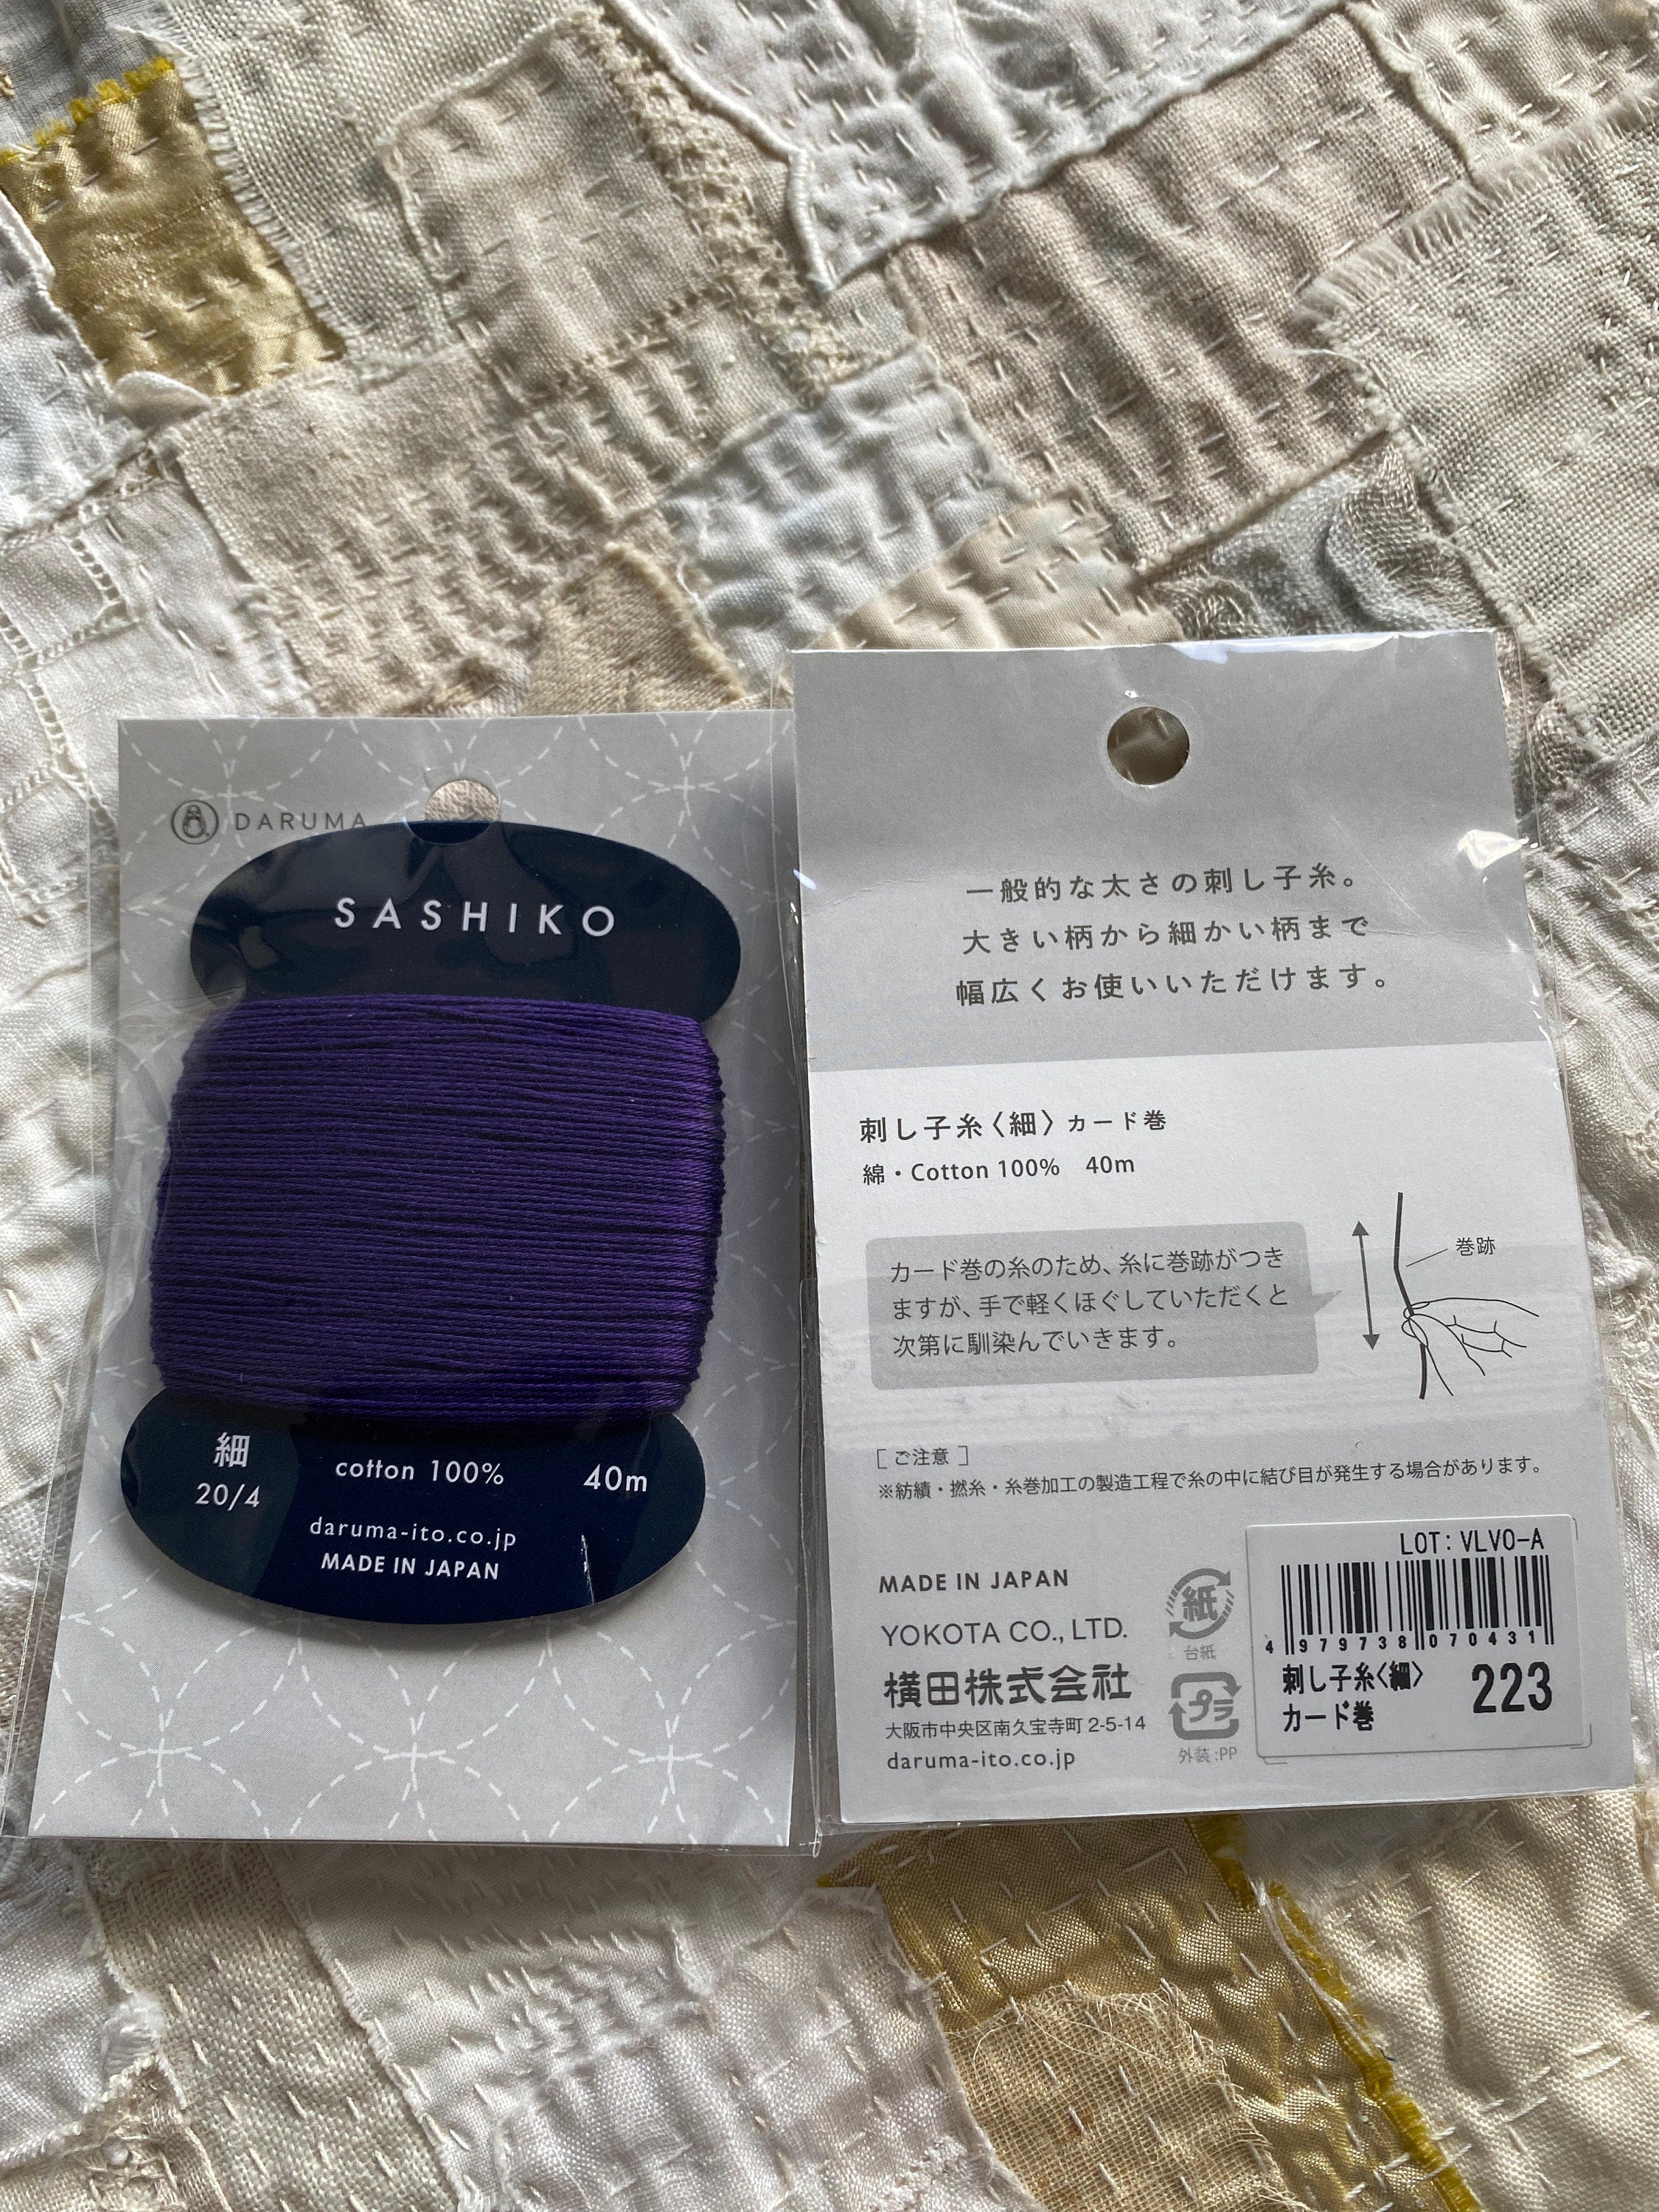 DARUMA
SASHIKO
細
20/4
cotton 100%
40m
daruma-ito.co.jp
MADE IN JAPAN
一般的な太さの刺し子糸。
大きい柄から細かい柄まで
幅広くお使いいただけます。
刺し子糸〈細〉カード巻
綿・Cotton 100% 40m
カード巻の糸のため、糸に巻跡がつき
ますが、手で軽くほぐしていただくと
次第に馴染んでいきます。
巻跡
［ご注意］
※紡績・撚糸・糸巻加工の製造工程で糸の中に結び目が発生する場合があります。
MADE IN JAPAN
YOKOTA CO., LTD.
横田株式会社
大阪市中央区南久宝寺町 2-5-14
daruma-ito.co.jp
紙
台紙
プラ
外装:PP
LOT: VLV0-A
4 979738 070431
刺し子糸〈細〉
カード巻
223